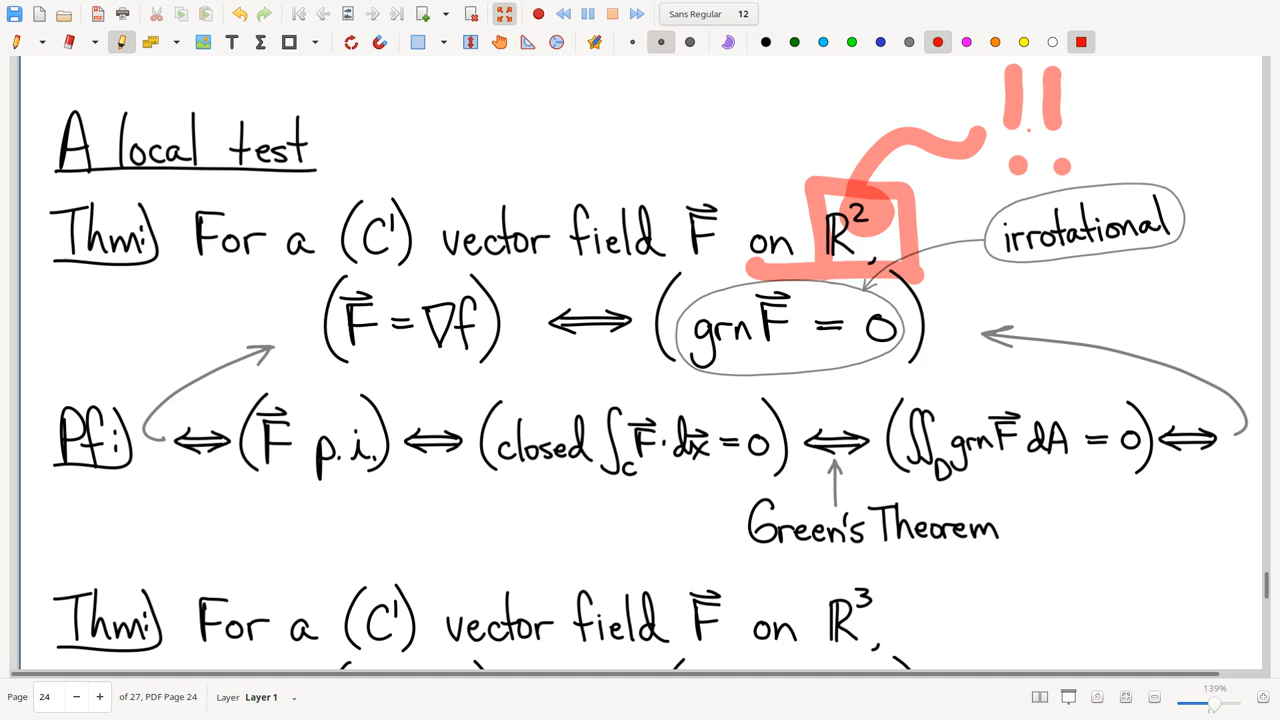 Sans Regular 12
A local test
Thm:) For a (C¹) vector field F⃗ on ℝ²,
irrotational
(F⃗ = ∇f) ⟺ (grn F⃗ = 0)
Pf:) ⟺ (F⃗ p.i.) ⟺ (closed ∫_C F⃗ · dx⃗ = 0) ⟺ (∬_D grn F⃗ dA = 0) ⟺
Green's Theorem
Thm:) For a (C¹) vector field F⃗ on ℝ³,
!!
Page 24 of 27, PDF Page 24 Layer Layer 1 139%